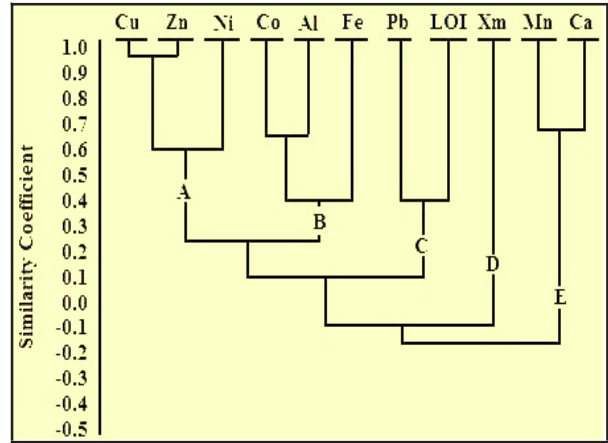 Cu Zn Ni Co Al Fe Pb LOI Xm Mn Ca
1.0
0.9
0.8
0.7
0.6
0.5
0.4
0.3
0.2
0.1
0.0
-0.1
-0.2
-0.3
-0.4
-0.5
Similarity Coefficient
A
B
C
D
E